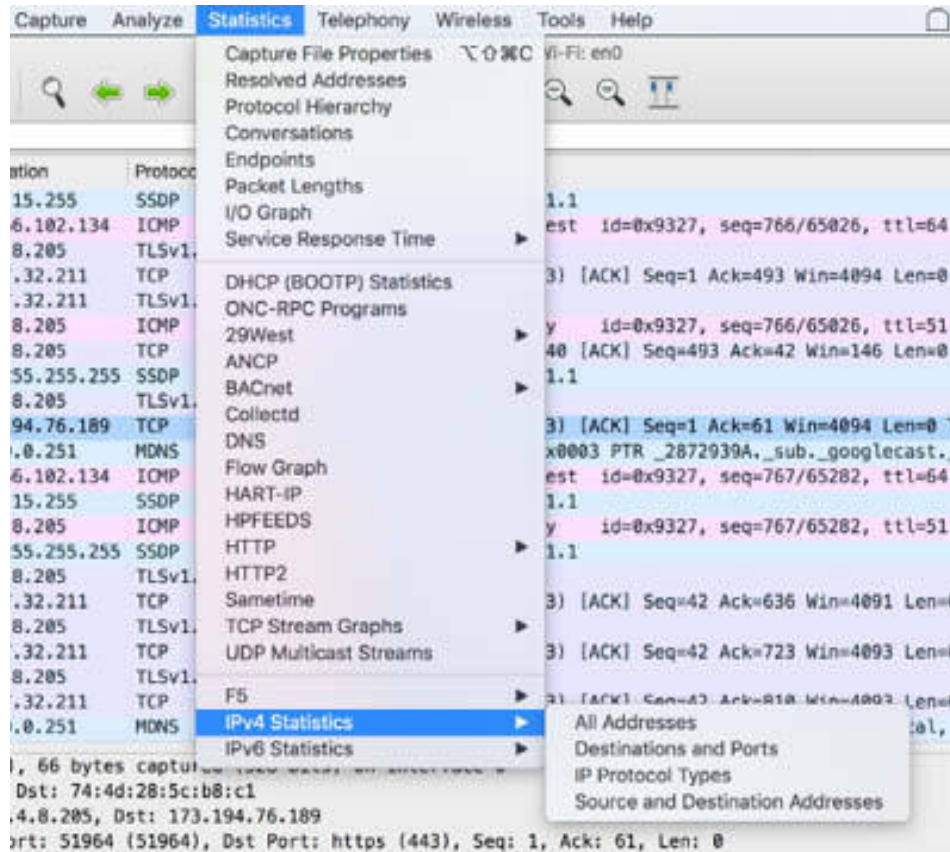 Capture Analyze Statistics Telephony Wireless Tools Help
Capture File Properties ⌥⇧⌘C
Wi-Fi: en0
Resolved Addresses
Protocol Hierarchy
Conversations
Endpoints
Packet Lengths
I/O Graph
Service Response Time
DHCP (BOOTP) Statistics
ONC-RPC Programs
29West
ANCP
BACnet
Collectd
DNS
Flow Graph
HART-IP
HPFEEDS
HTTP
HTTP2
Sametime
TCP Stream Graphs
UDP Multicast Streams
F5
IPv4 Statistics
IPv6 Statistics
All Addresses
Destinations and Ports
IP Protocol Types
Source and Destination Addresses
ation Protoco
15.255 SSDP 1.1
6.102.134 ICMP est id=0x9327, seq=766/65026, ttl=64
8.205 TLSv1.
.32.211 TCP 3) [ACK] Seq=1 Ack=493 Win=4094 Len=0
.32.211 TLSv1.
8.205 ICMP y id=0x9327, seq=766/65026, ttl=51
8.205 TCP 40 [ACK] Seq=493 Ack=42 Win=146 Len=0
55.255.255 SSDP 1.1
8.205 TLSv1.
94.76.189 TCP 3) [ACK] Seq=1 Ack=61 Win=4094 Len=0
.0.251 MDNS x0003 PTR _2872939A._sub._googlecast.
6.102.134 ICMP est id=0x9327, seq=767/65282, ttl=64
15.255 SSDP 1.1
8.205 ICMP y id=0x9327, seq=767/65282, ttl=51
55.255.255 SSDP 1.1
8.205 TLSv1.
.32.211 TCP 3) [ACK] Seq=42 Ack=636 Win=4091 Len=
8.205 TLSv1.
.32.211 TCP 3) [ACK] Seq=42 Ack=723 Win=4093 Len=
8.205 TLSv1.
.32.211 TCP 3) [ACK] Seq=42 Ack=810 Win=4093 Len=
.0.251 MDNS cal,
, 66 bytes captu
Dst: 74:4d:28:5c:b8:c1
.4.8.205, Dst: 173.194.76.189
ort: 51964 (51964), Dst Port: https (443), Seq: 1, Ack: 61, Len: 0